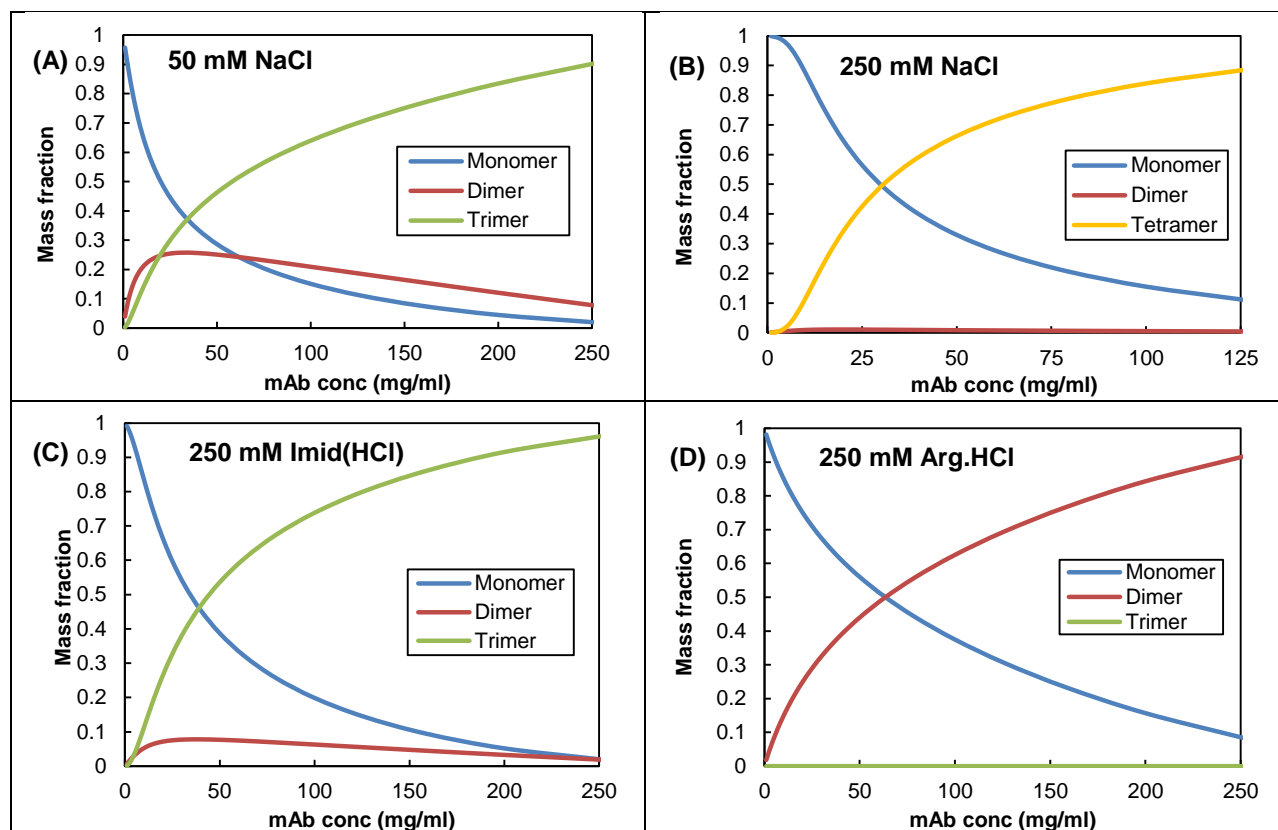 (A)
50 mM NaCl
Mass fraction
1
0.9
0.8
0.7
0.6
0.5
0.4
0.3
0.2
0.1
0
Monomer
Dimer
Trimer
0 50 100 150 200 250
mAb conc (mg/ml)
(B)
250 mM NaCl
Mass fraction
1
0.9
0.8
0.7
0.6
0.5
0.4
0.3
0.2
0.1
0
Monomer
Dimer
Tetramer
0 25 50 75 100 125
mAb conc (mg/ml)
(C)
250 mM Imid(HCl)
Mass fraction
1
0.9
0.8
0.7
0.6
0.5
0.4
0.3
0.2
0.1
0
Monomer
Dimer
Trimer
0 50 100 150 200 250
mAb conc (mg/ml)
(D)
250 mM Arg.HCl
Mass fraction
1
0.9
0.8
0.7
0.6
0.5
0.4
0.3
0.2
0.1
0
Monomer
Dimer
Trimer
0 50 100 150 200 250
mAb conc (mg/ml)